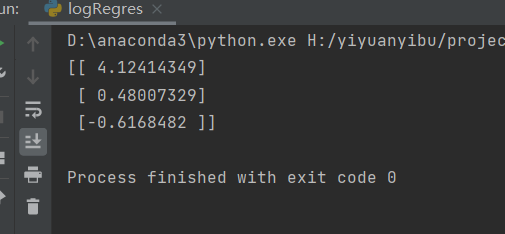 un:
logRegres ×
D:\anaconda3\python.exe H:/yiyuanyibu/projec
[[ 4.12414349]
 [ 0.48007329]
 [-0.6168482 ]]
Process finished with exit code 0